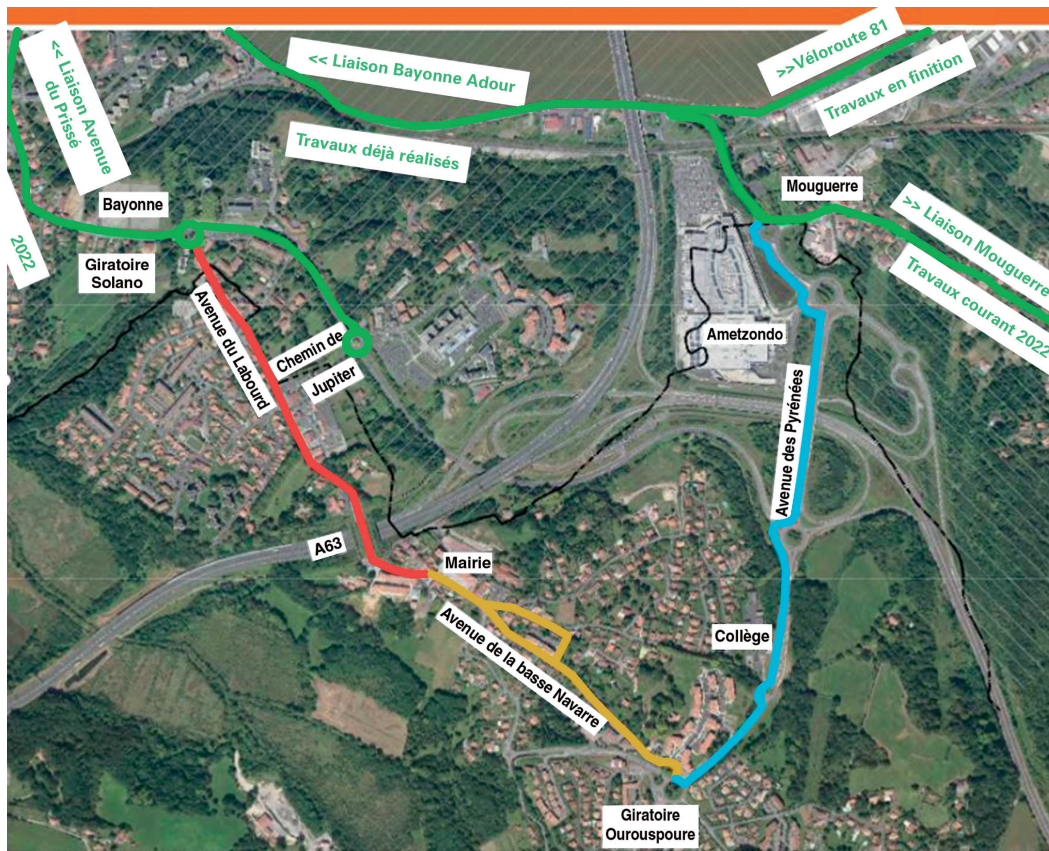 << Liaison Avenue
du Prissé
<< Liaison Bayonne Adour
>>Véloroute 81
Travaux en finition
Travaux déjà réalisés
Bayonne
Mouguerre
>> Liaison Mouguerre
2022
Giratoire
Solano
Travaux courant 2022
Avenue du Labourd
Chemin de
Jupiter
Ametzondo
Avenue des Pyrénées
A63
Mairie
Avenue de la basse Navarre
Collège
Giratoire
Ourouspoure